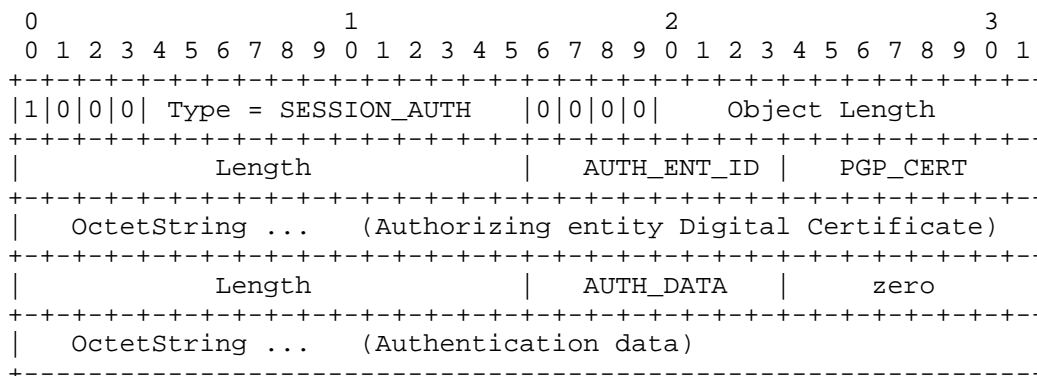 0                   1                   2                   3
 0 1 2 3 4 5 6 7 8 9 0 1 2 3 4 5 6 7 8 9 0 1 2 3 4 5 6 7 8 9 0 1
+-+-+-+-+-+-+-+-+-+-+-+-+-+-+-+-+-+-+-+-+-+-+-+-+-+-+-+-+-+-+-+-
|1|0|0|0| Type = SESSION_AUTH   |0|0|0|0|    Object Length
+-+-+-+-+-+-+-+-+-+-+-+-+-+-+-+-+-+-+-+-+-+-+-+-+-+-+-+-+-+-+-+-
|            Length             |   AUTH_ENT_ID |   PGP_CERT
+-+-+-+-+-+-+-+-+-+-+-+-+-+-+-+-+-+-+-+-+-+-+-+-+-+-+-+-+-+-+-+-
|   OctetString ...   (Authorizing entity Digital Certificate)
+-+-+-+-+-+-+-+-+-+-+-+-+-+-+-+-+-+-+-+-+-+-+-+-+-+-+-+-+-+-+-+-
|            Length             |   AUTH_DATA   |     zero
+-+-+-+-+-+-+-+-+-+-+-+-+-+-+-+-+-+-+-+-+-+-+-+-+-+-+-+-+-+-+-+-
|   OctetString ...   (Authentication data)
+----------------------------------------------------------------